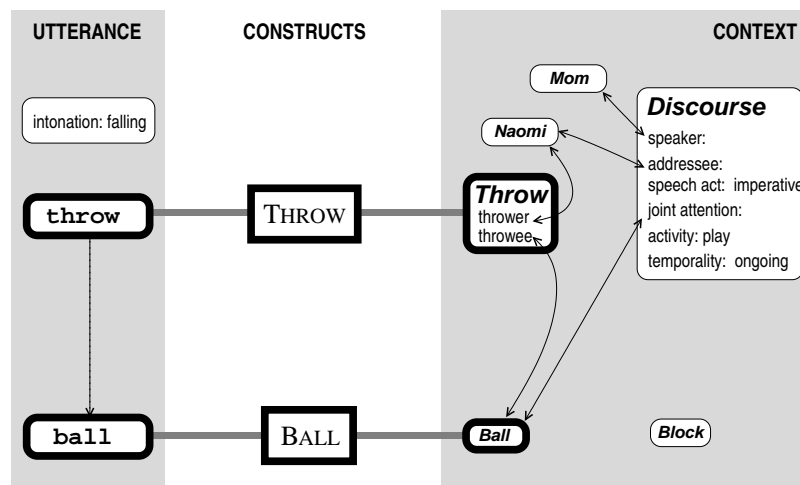 UTTERANCE
CONSTRUCTS
CONTEXT
Mom
intonation: falling
Naomi
Discourse
speaker:
addressee:
speech act: imperative
joint attention:
activity: play
temporality: ongoing
throw
THROW
Throw
thrower
throwee
ball
BALL
Ball
Block